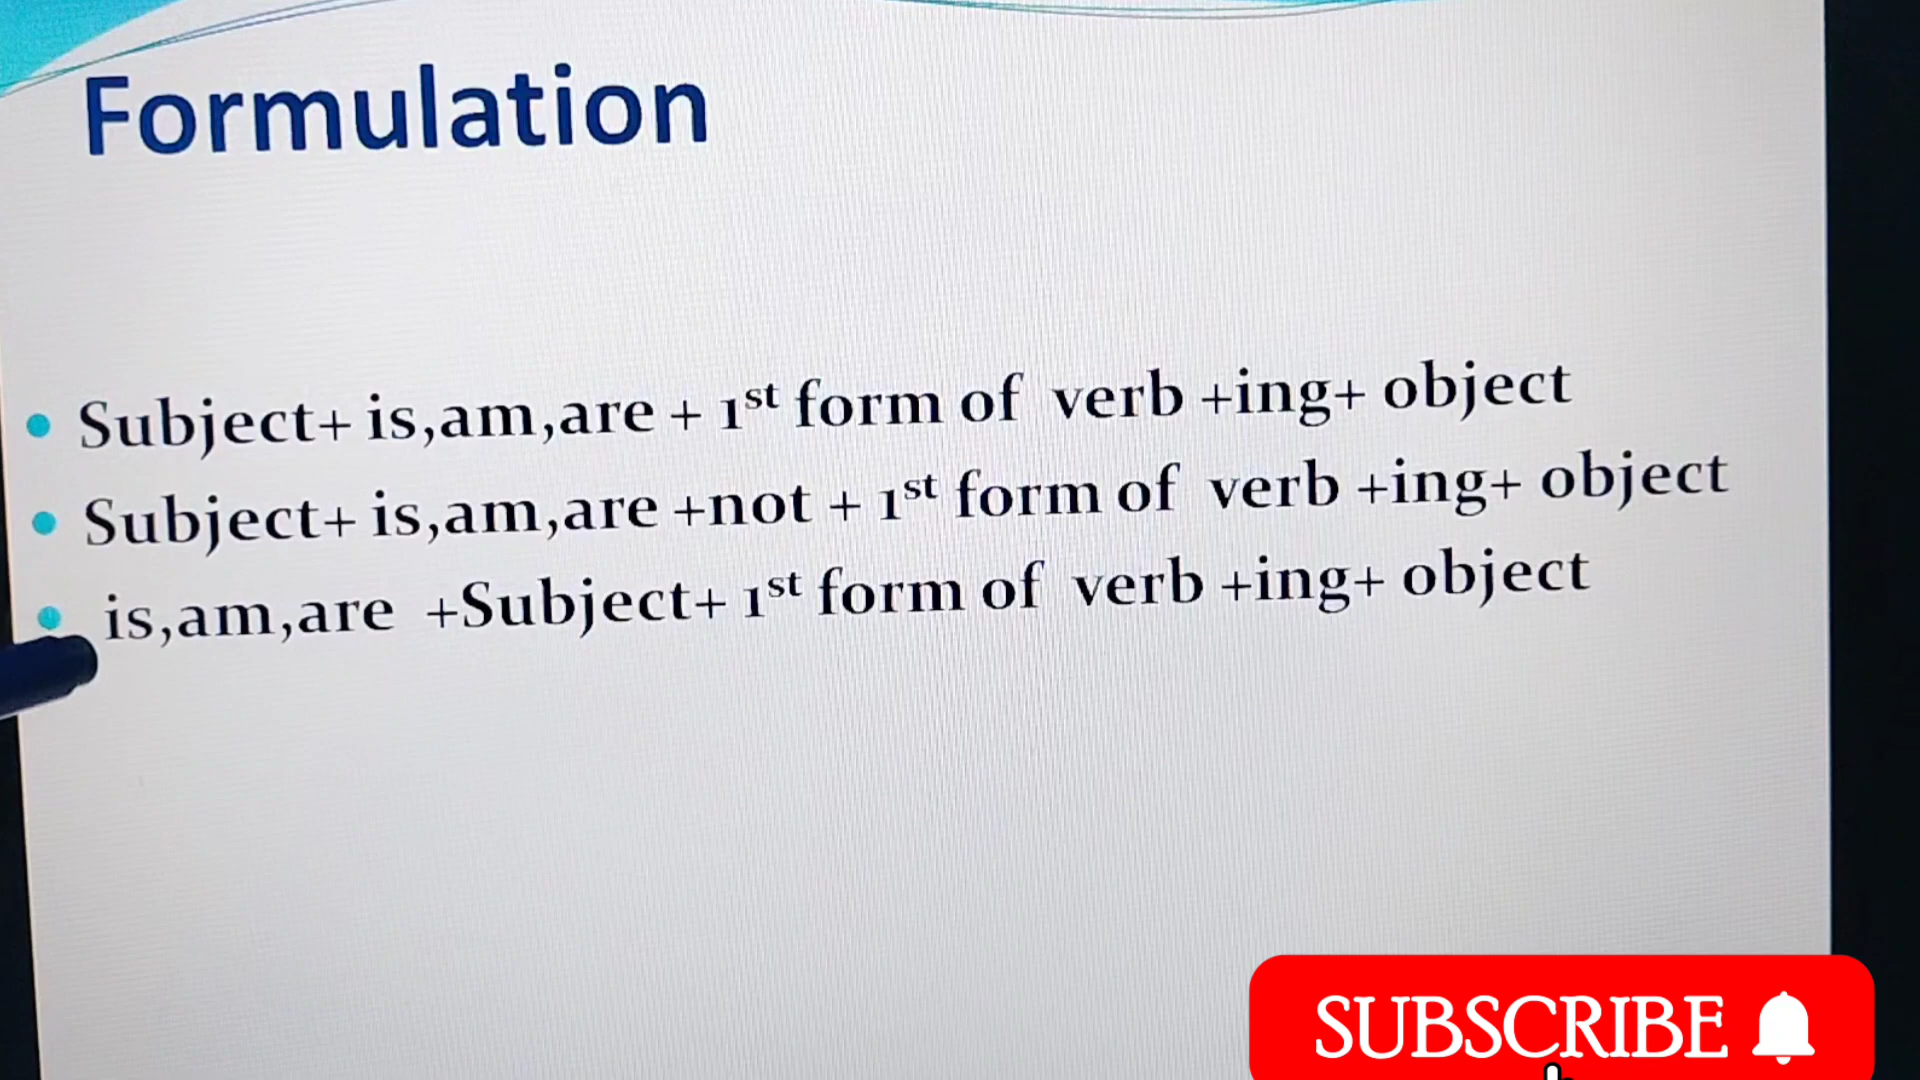 Formulation
Subject+ is,am,are + 1st form of verb +ing+ object
Subject+ is,am,are +not + 1st form of verb +ing+ object
is,am,are +Subject+ 1st form of verb +ing+ object
SUBSCRIBE